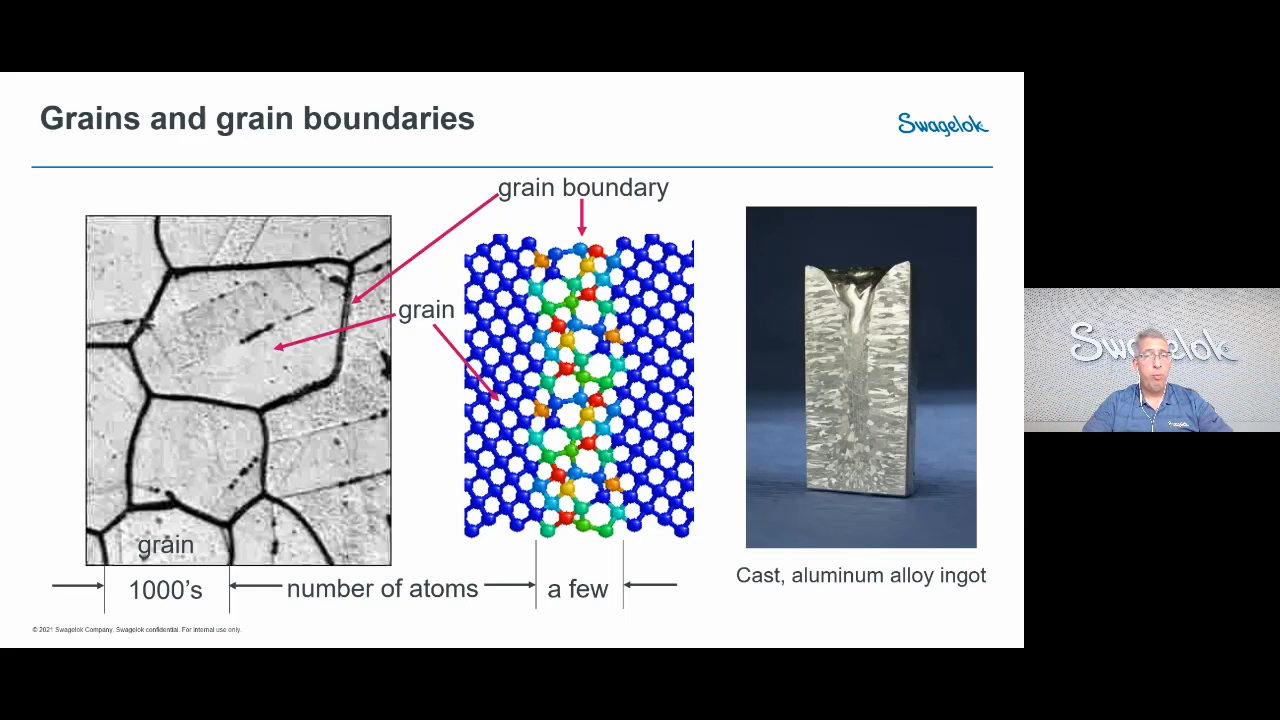 Grains and grain boundaries
Swagelok
grain boundary
grain
grain
1000's
number of atoms
a few
Cast, aluminum alloy ingot
© 2021 Swagelok Company. Swagelok confidential. For internal use only.
Swagelok
Swagelok